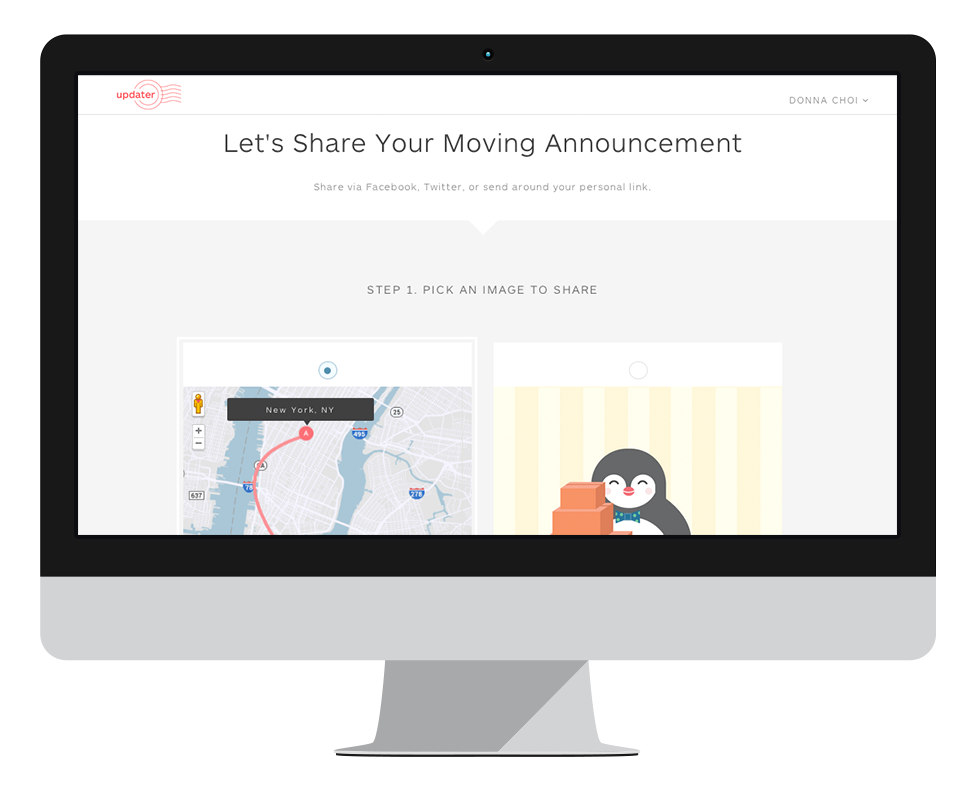 updater
DONNA CHOI
Let's Share Your Moving Announcement
Share via Facebook, Twitter, or send around your personal link.
STEP 1. PICK AN IMAGE TO SHARE
New York, NY
25
A
495
+
−
9A
78
278
637